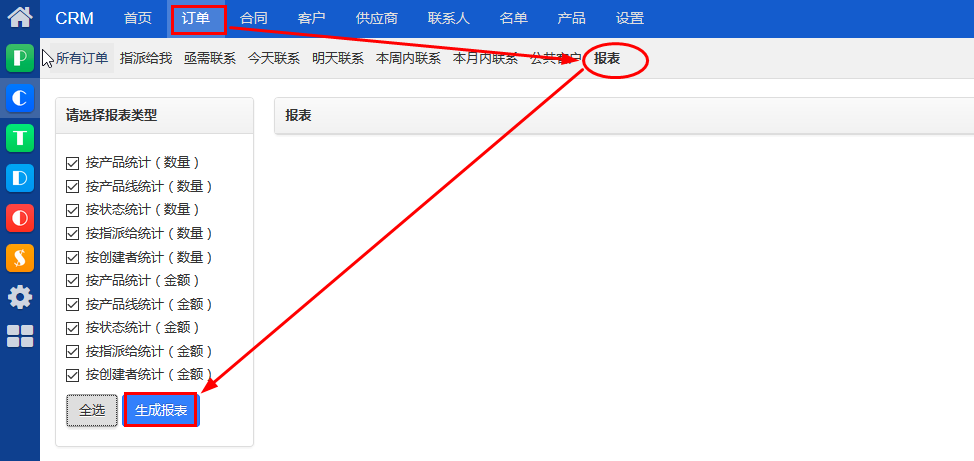 CRM 首页 订单 合同 客户 供应商 联系人 名单 产品 设置
所有订单 指派给我 亟需联系 今天联系 明天联系 本周内联系 本月内联系 公共客户 报表
P
C
T
D
请选择报表类型
报表
按产品统计（数量）
按产品线统计（数量）
按状态统计（数量）
按指派给统计（数量）
按创建者统计（数量）
按产品统计（金额）
按产品线统计（金额）
按状态统计（金额）
按指派给统计（金额）
按创建者统计（金额）
全选 生成报表